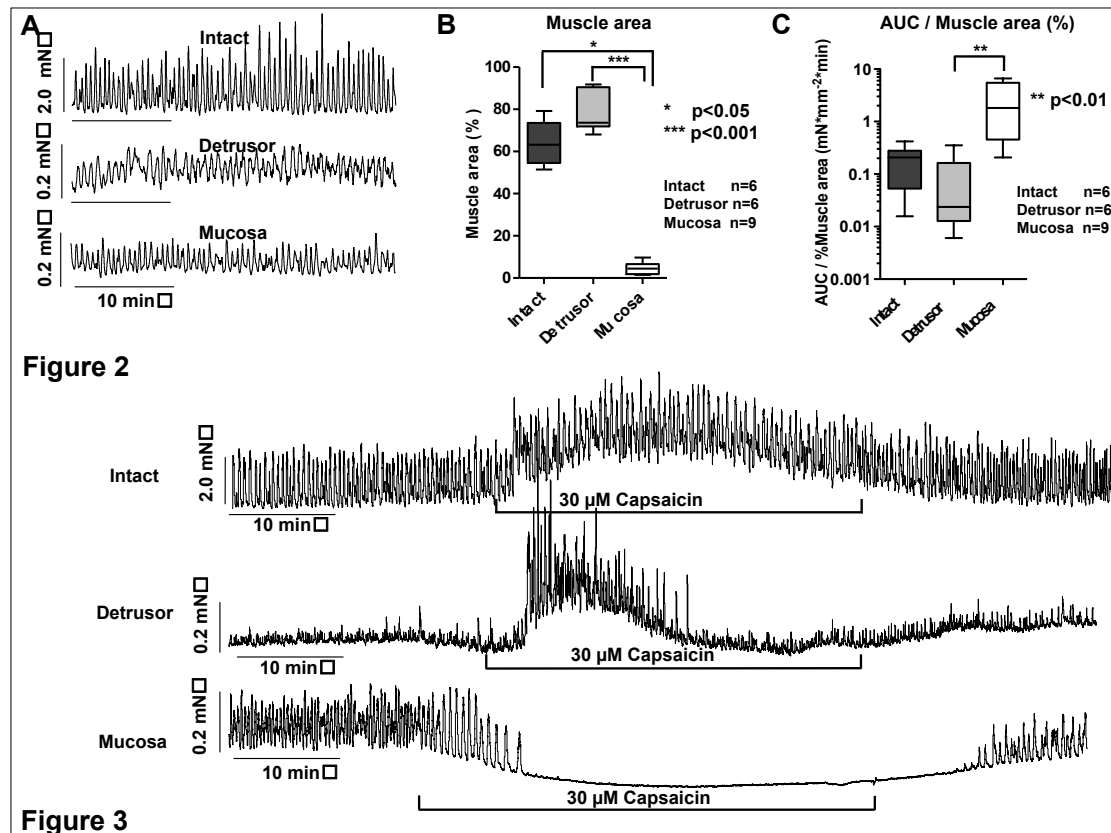 A
Intact
2.0 mN□
Detrusor
0.2 mN□
Mucosa
0.2 mN□
10 min□
B
Muscle area
Muscle area (%)
100
80
60
40
20
0
*
***
* p<0.05
*** p<0.001
Intact n=6
Detrusor n=6
Mucosa n=9
Intact
Detrusor
Mucosa
C
AUC / Muscle area (%)
AUC / %Muscle area (mN*mm-2*min)
10
1
0.1
0.01
0.001
**
** p<0.01
Intact n=6
Detrusor n=6
Mucosa n=9
Intact
Detrusor
Mucosa
Figure 2
Intact
2.0 mN□
10 min□
30 µM Capsaicin
Detrusor
0.2 mN□
10 min□
30 µM Capsaicin
Mucosa
0.2 mN□
10 min□
30 µM Capsaicin
Figure 3